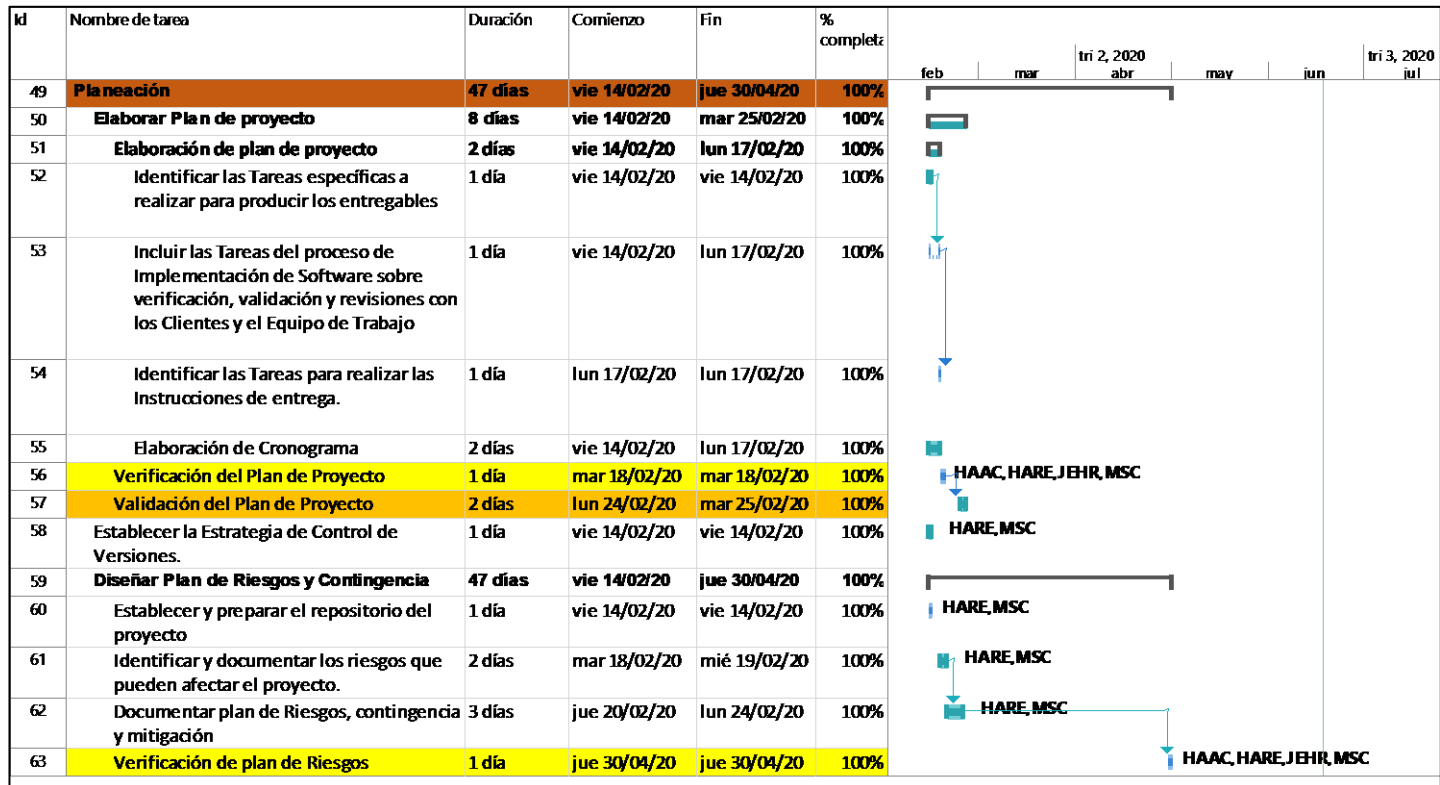 Id Nombre de tarea Duración Comienzo Fin %
completa
tri 2, 2020 tri 3, 2020
feb mar abr may jun jul
49 Planeación 47 días vie 14/02/20 jue 30/04/20 100%
50 Elaborar Plan de proyecto 8 días vie 14/02/20 mar 25/02/20 100%
51 Elaboración de plan de proyecto 2 días vie 14/02/20 lun 17/02/20 100%
52 Identificar las Tareas específicas a 1 día vie 14/02/20 vie 14/02/20 100%
realizar para producir los entregables
53 Incluir las Tareas del proceso de 1 día vie 14/02/20 lun 17/02/20 100%
Implementación de Software sobre
verificación, validación y revisiones con
los Clientes y el Equipo de Trabajo
54 Identificar las Tareas para realizar las 1 día lun 17/02/20 lun 17/02/20 100%
Instrucciones de entrega.
55 Elaboración de Cronograma 2 días vie 14/02/20 lun 17/02/20 100%
56 Verificación del Plan de Proyecto 1 día mar 18/02/20 mar 18/02/20 100% HAAC,HARE,JEHR,MSC
57 Validación del Plan de Proyecto 2 días lun 24/02/20 mar 25/02/20 100%
58 Establecer la Estrategia de Control de 1 día vie 14/02/20 vie 14/02/20 100% HARE,MSC
Versiones.
59 Diseñar Plan de Riesgos y Contingencia 47 días vie 14/02/20 jue 30/04/20 100%
60 Establecer y preparar el repositorio del 1 día vie 14/02/20 vie 14/02/20 100% HARE,MSC
proyecto
61 Identificar y documentar los riesgos que 2 días mar 18/02/20 mié 19/02/20 100% HARE,MSC
pueden afectar el proyecto.
62 Documentar plan de Riesgos, contingencia 3 días jue 20/02/20 lun 24/02/20 100% HARE,MSC
y mitigación
63 Verificación de plan de Riesgos 1 día jue 30/04/20 jue 30/04/20 100% HAAC,HARE,JEHR,MSC